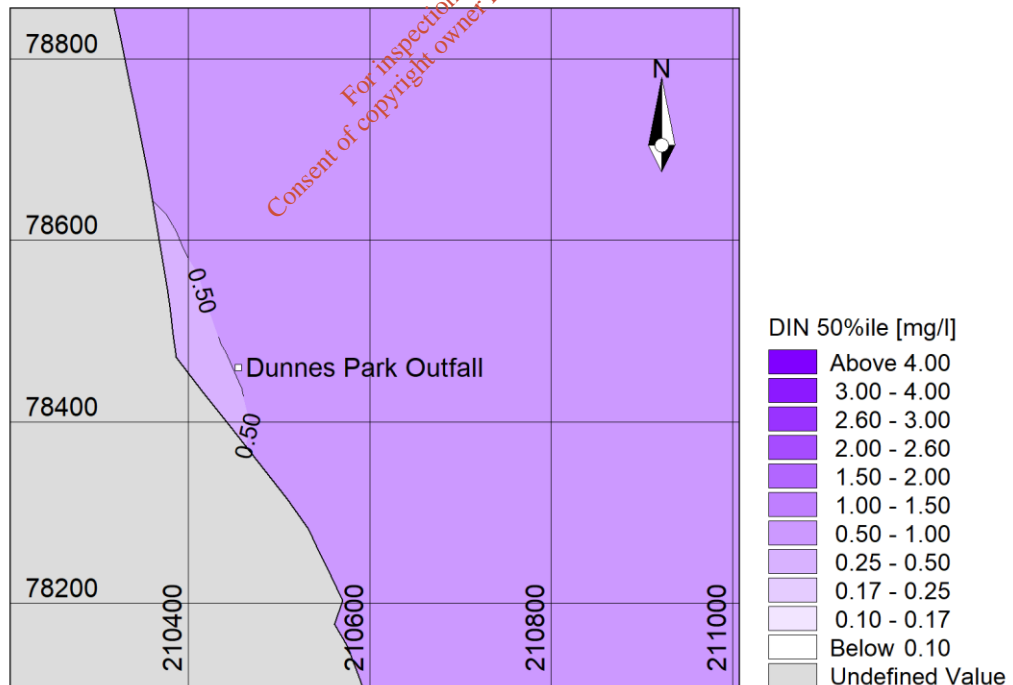 For inspection
Consent of copyright owner
78800
N
78600
0.50
Dunnes Park Outfall
78400
0.50
78200
210400
210600
210800
211000
DIN 50%ile [mg/l]
Above 4.00
3.00 - 4.00
2.60 - 3.00
2.00 - 2.60
1.50 - 2.00
1.00 - 1.50
0.50 - 1.00
0.25 - 0.50
0.17 - 0.25
0.10 - 0.17
Below 0.10
Undefined Value